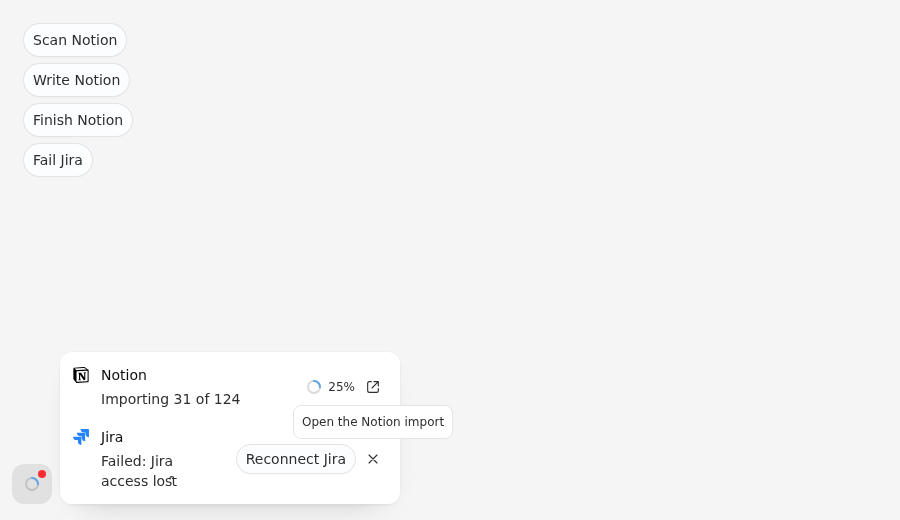 Scan Notion
Write Notion
Finish Notion
Fail Jira
Notion
Importing 31 of 124
25%
Open the Notion import
Jira
Failed: Jira
access lost
Reconnect Jira